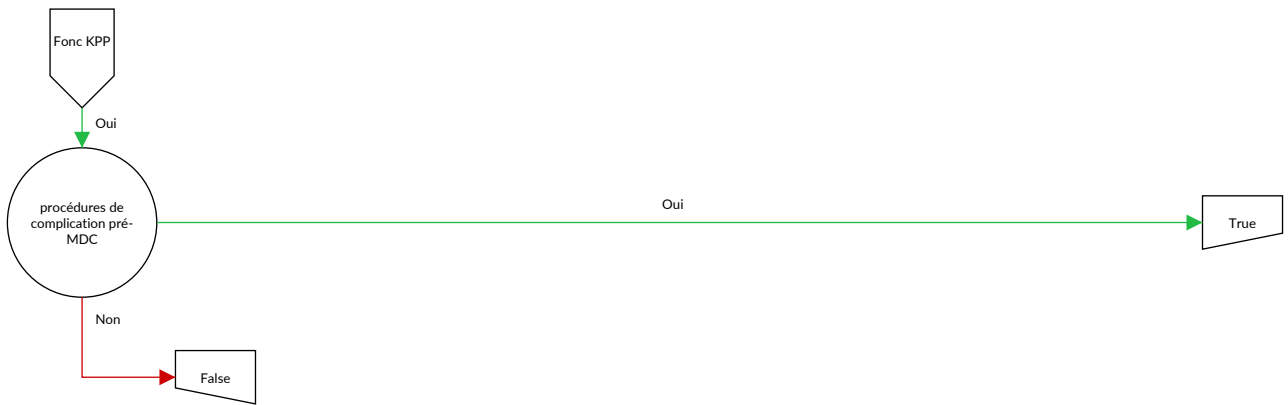 Fonc KPP
Oui
procédures de
complication pré-
MDC
Oui
True
Non
False